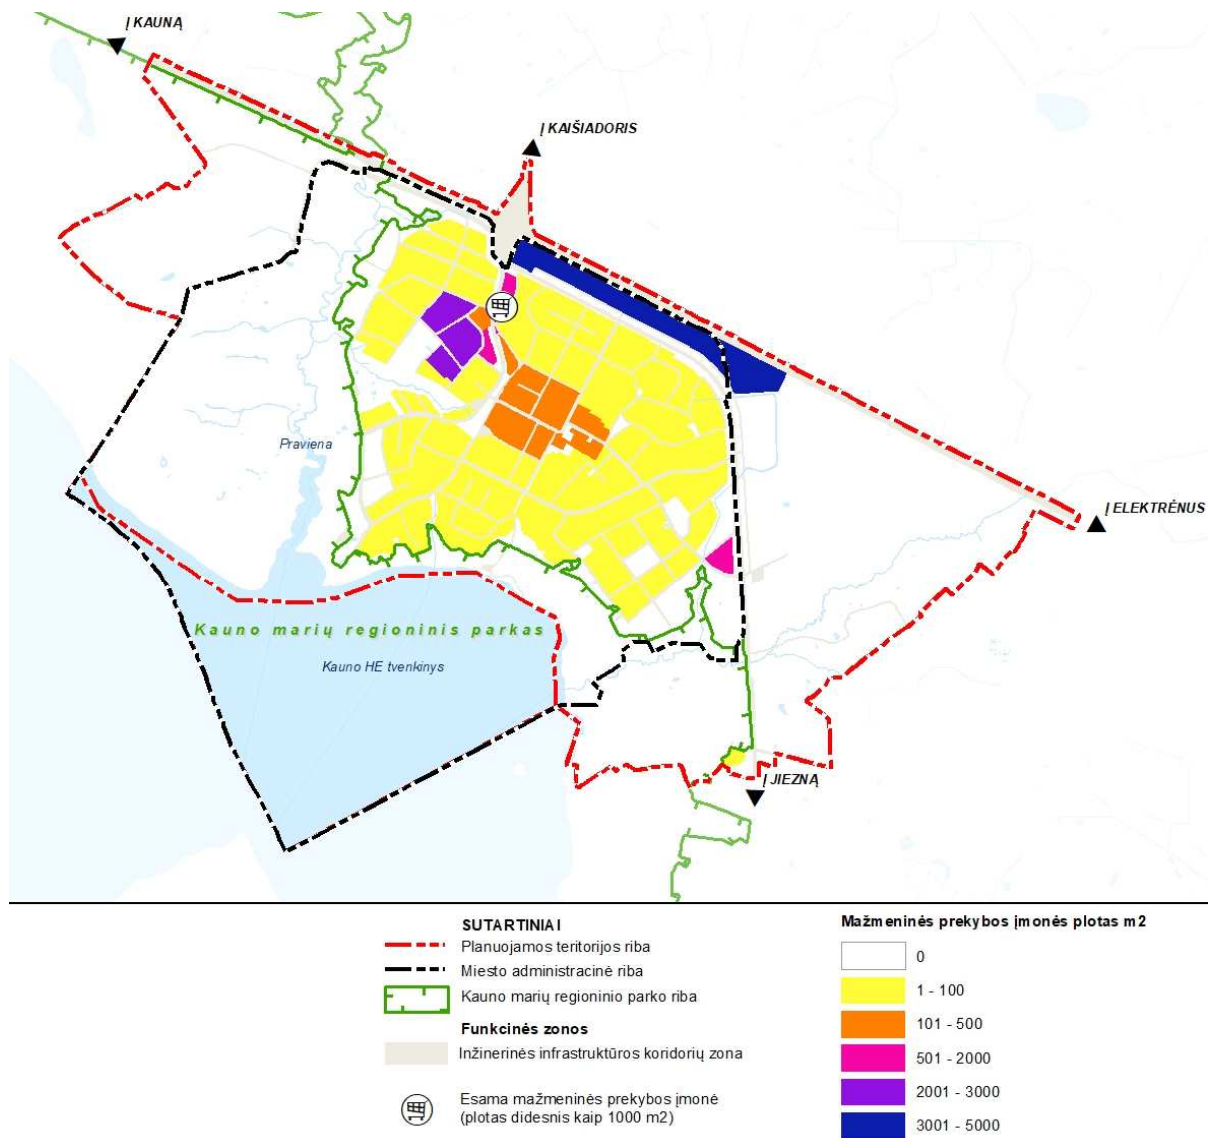 Į KAUNĄ
Į KAIŠIADORIS
Praviena
Į ELEKTRĖNUS
Kauno marių regioninis parkas
Kauno HE tvenkinys
Į JIEZNĄ
SUTARTINIAI
Planuojamos teritorijos riba
Miesto administracinė riba
Kauno marių regioninio parko riba
Funkcinės zonos
Inžinerinės infrastruktūros koridorių zona
Esama mažmeninės prekybos įmonė
(plotas didesnis kaip 1000 m2)
Mažmeninės prekybos įmonės plotas m2
0
1 - 100
101 - 500
501 - 2000
2001 - 3000
3001 - 5000